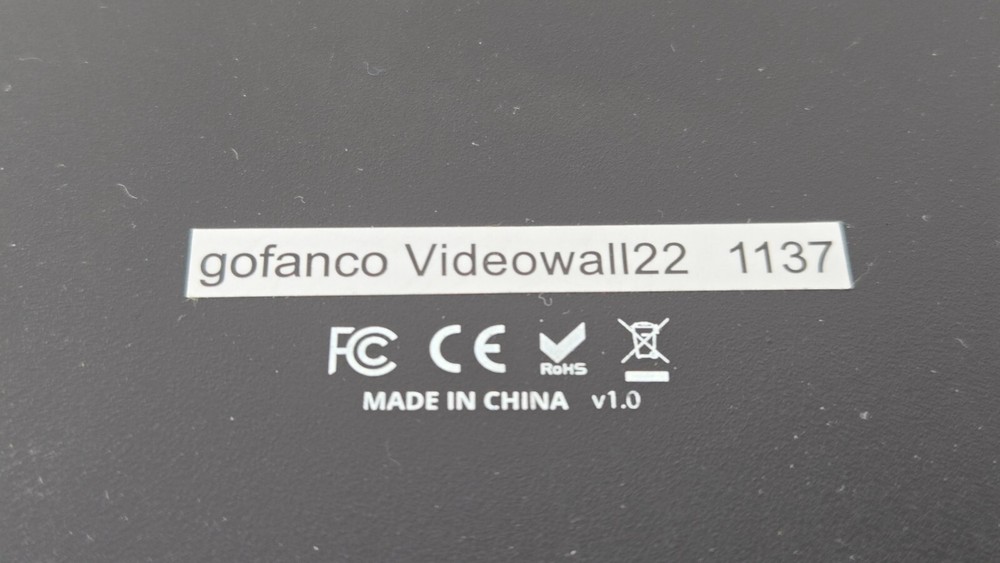 gofanco Videowall22 1137
FC CE RoHS
MADE IN CHINA v1.0